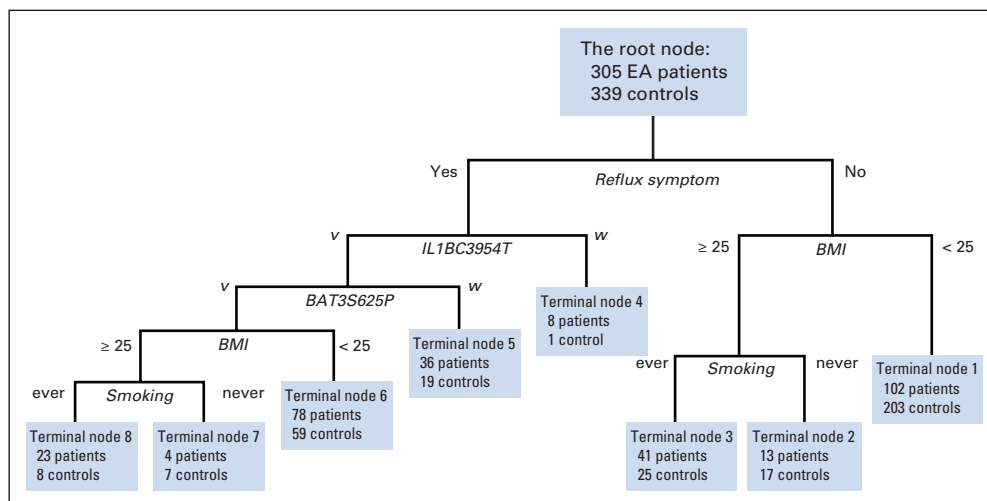 The root node:
305 EA patients
339 controls
Yes
Reflux symptom
No
v
IL1BC3954T
w
≥ 25
BMI
< 25
v
BAT3S625P
w
Terminal node 4
8 patients
1 control
≥ 25
BMI
< 25
Terminal node 5
36 patients
19 controls
ever
Smoking
never
Terminal node 1
102 patients
203 controls
ever
Smoking
never
Terminal node 6
78 patients
59 controls
Terminal node 8
23 patients
8 controls
Terminal node 7
4 patients
7 controls
Terminal node 3
41 patients
25 controls
Terminal node 2
13 patients
17 controls